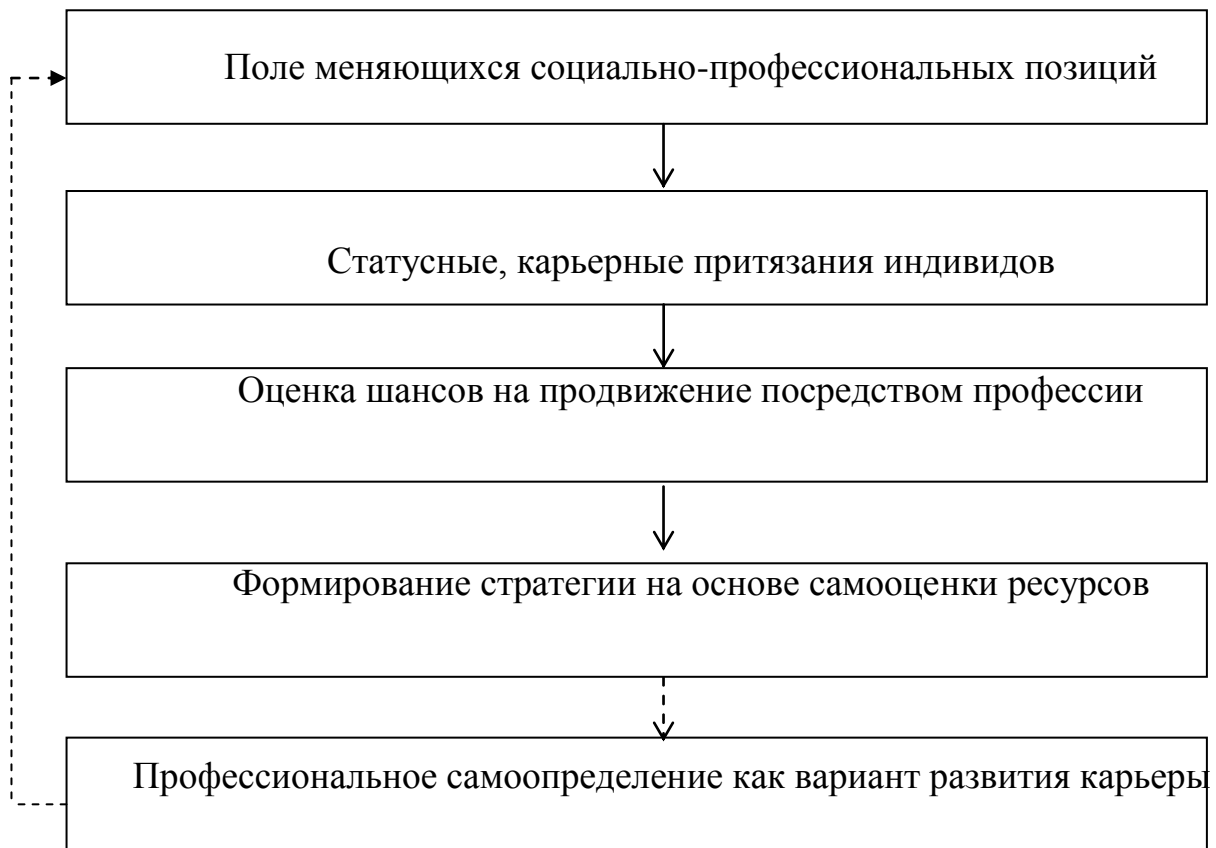 Поле меняющихся социально-профессиональных позиций
Статусные, карьерные притязания индивидов
Оценка шансов на продвижение посредством профессии
Формирование стратегии на основе самооценки ресурсов
Профессиональное самоопределение как вариант развития карьеры